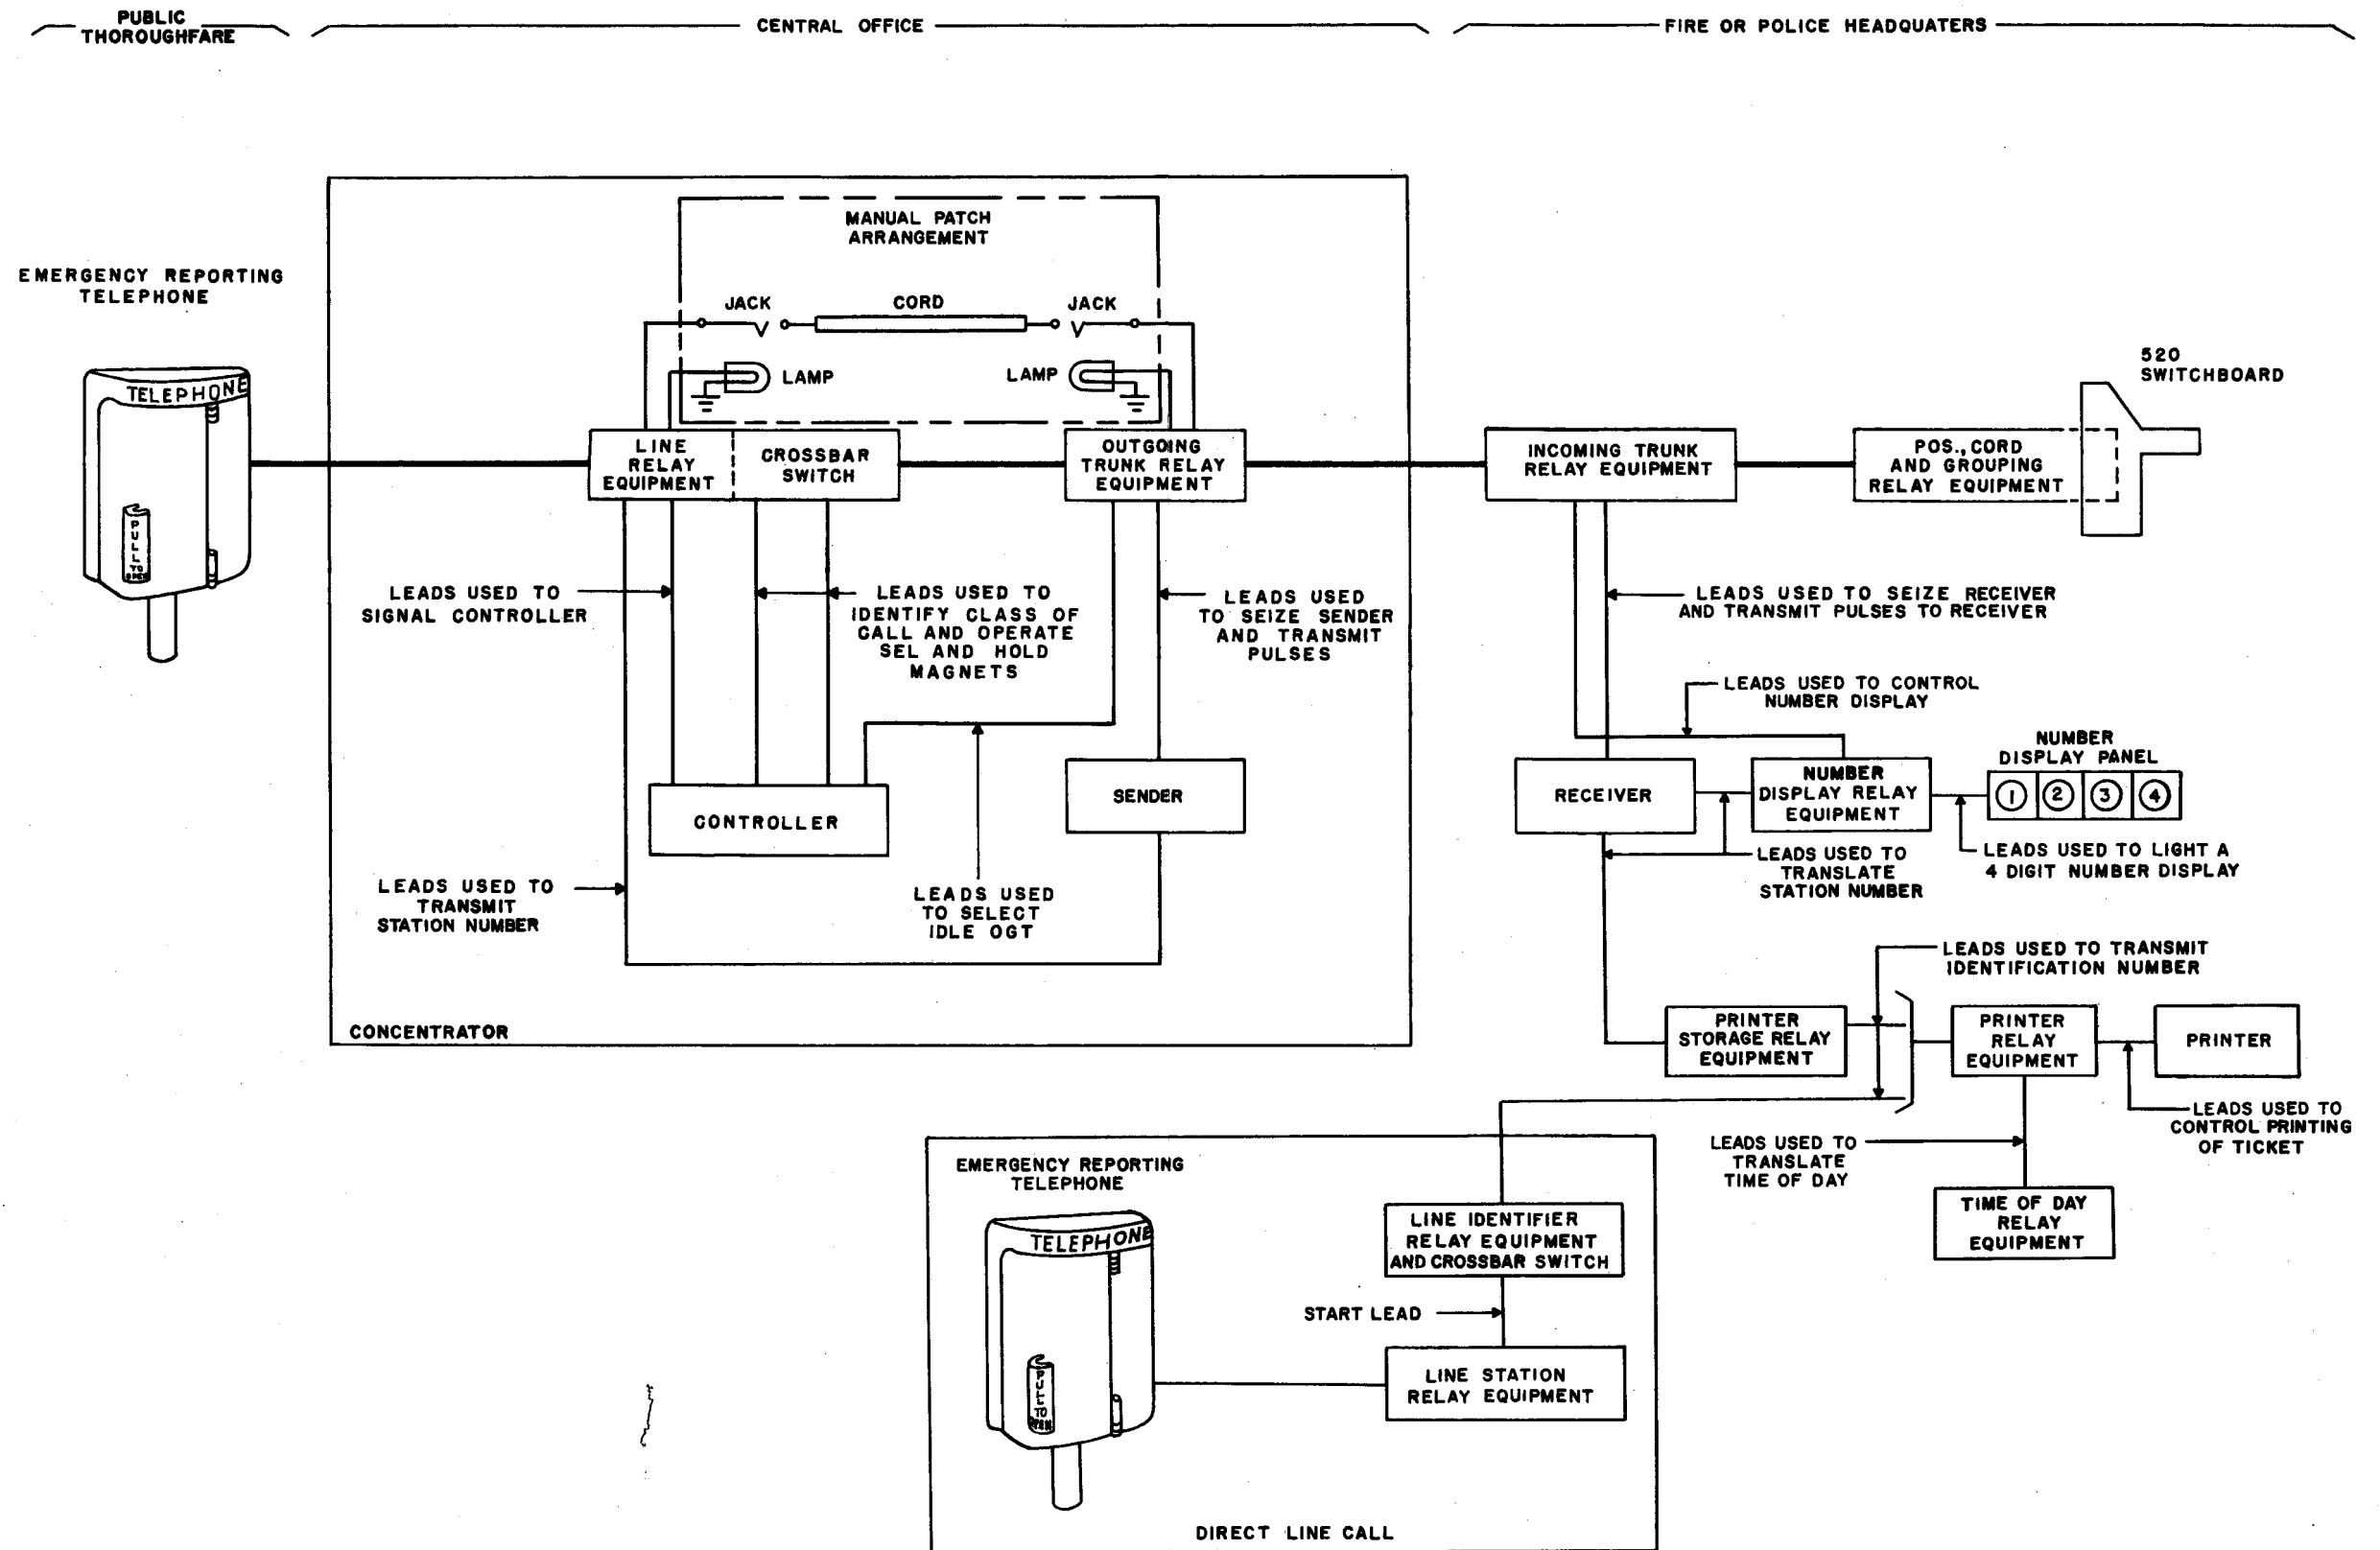 PUBLIC
THOROUGHFARE
CENTRAL OFFICE
FIRE OR POLICE HEADQUATERS
EMERGENCY REPORTING
TELEPHONE
TELEPHONE
PULL
TO
OPEN
MANUAL PATCH
ARRANGEMENT
JACK
CORD
JACK
LAMP
LAMP
LINE
RELAY
EQUIPMENT
CROSSBAR
SWITCH
OUTGOING
TRUNK RELAY
EQUIPMENT
INCOMING TRUNK
RELAY EQUIPMENT
POS., CORD
AND GROUPING
RELAY EQUIPMENT
520
SWITCHBOARD
LEADS USED TO
SIGNAL CONTROLLER
LEADS USED TO
IDENTIFY CLASS OF
CALL AND OPERATE
SEL AND HOLD
MAGNETS
LEADS USED
TO SEIZE SENDER
AND TRANSMIT
PULSES
LEADS USED TO SEIZE RECEIVER
AND TRANSMIT PULSES TO RECEIVER
LEADS USED TO CONTROL
NUMBER DISPLAY
CONTROLLER
SENDER
RECEIVER
NUMBER
DISPLAY RELAY
EQUIPMENT
NUMBER
DISPLAY PANEL
1 2 3 4
LEADS USED TO
TRANSMIT
STATION NUMBER
LEADS USED
TO SELECT
IDLE OGT
LEADS USED TO
TRANSLATE
STATION NUMBER
LEADS USED TO LIGHT A
4 DIGIT NUMBER DISPLAY
LEADS USED TO TRANSMIT
IDENTIFICATION NUMBER
CONCENTRATOR
PRINTER
STORAGE RELAY
EQUIPMENT
PRINTER
RELAY
EQUIPMENT
PRINTER
LEADS USED TO
CONTROL PRINTING
OF TICKET
LEADS USED TO
TRANSLATE
TIME OF DAY
TIME OF DAY
RELAY
EQUIPMENT
EMERGENCY REPORTING
TELEPHONE
TELEPHONE
PULL
TO
OPEN
LINE IDENTIFIER
RELAY EQUIPMENT
AND CROSSBAR SWITCH
START LEAD
LINE STATION
RELAY EQUIPMENT
DIRECT LINE CALL